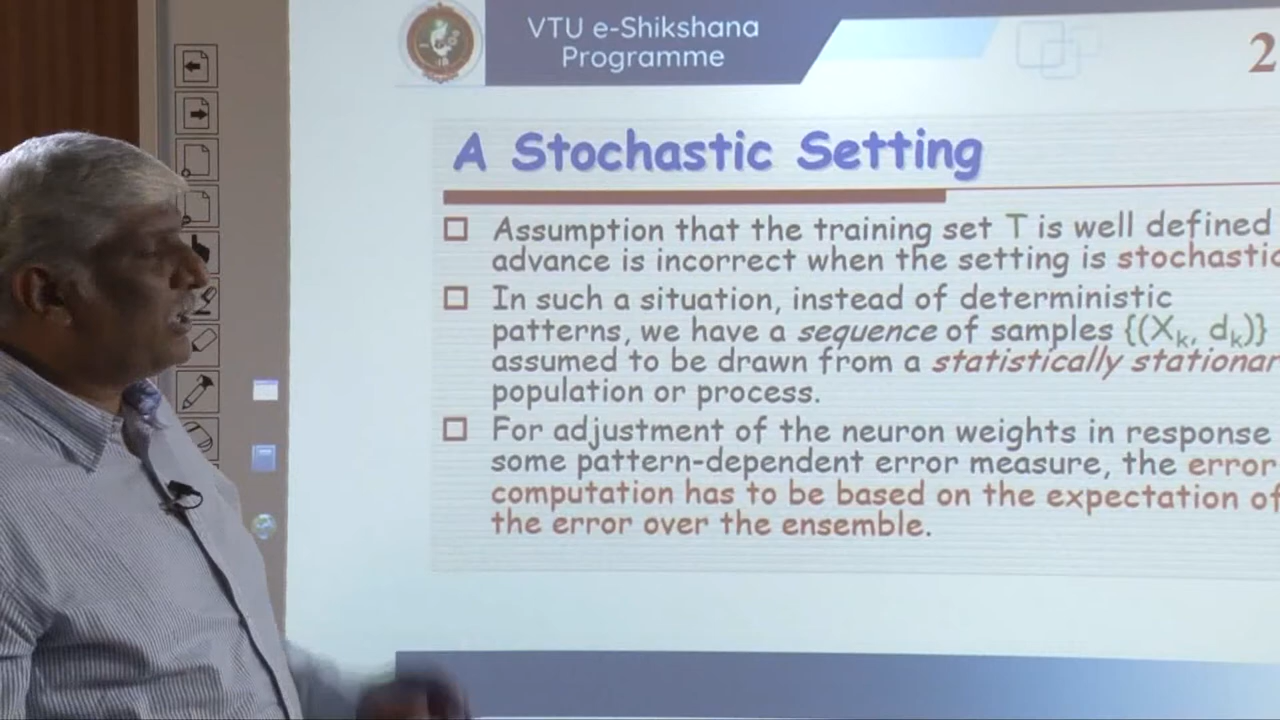 VTU e-Shikshana
Programme
2
A Stochastic Setting
Assumption that the training set T is well defined
advance is incorrect when the setting is stochastic
In such a situation, instead of deterministic
patterns, we have a sequence of samples {(Xk, dk)}
assumed to be drawn from a statistically stationar
population or process.
For adjustment of the neuron weights in response
some pattern-dependent error measure, the error
computation has to be based on the expectation of
the error over the ensemble.